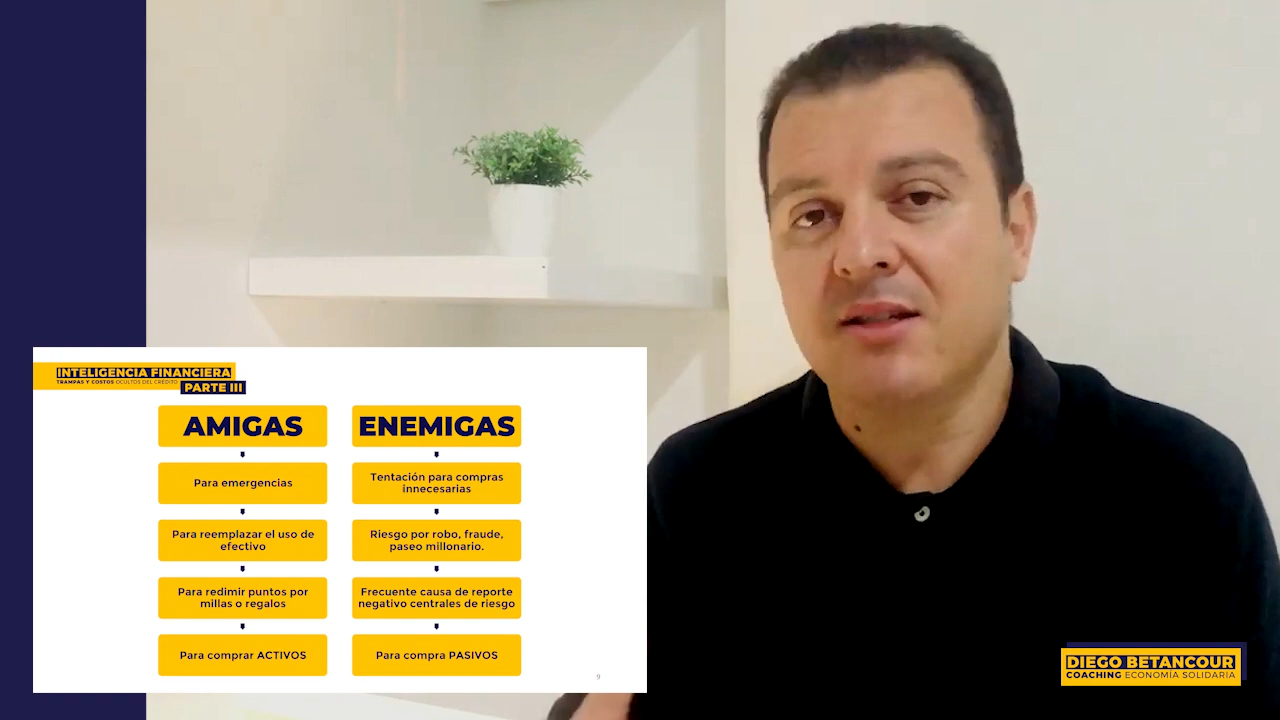 INTELIGENCIA FINANCIERA
TRAMPAS Y COSTOS OCULTOS DEL CRÉDITO
PARTE III
AMIGAS
Para emergencias
Para reemplazar el uso de
efectivo
Para redimir puntos por
millas o regalos
Para comprar ACTIVOS
ENEMIGAS
Tentación para compras
innecesarias
Riesgo por robo, fraude,
paseo millonario.
Frecuente causa de reporte
negativo centrales de riesgo
Para compra PASIVOS
9
DIEGO BETANCOUR
COACHING ECONOMÍA SOLIDARIA